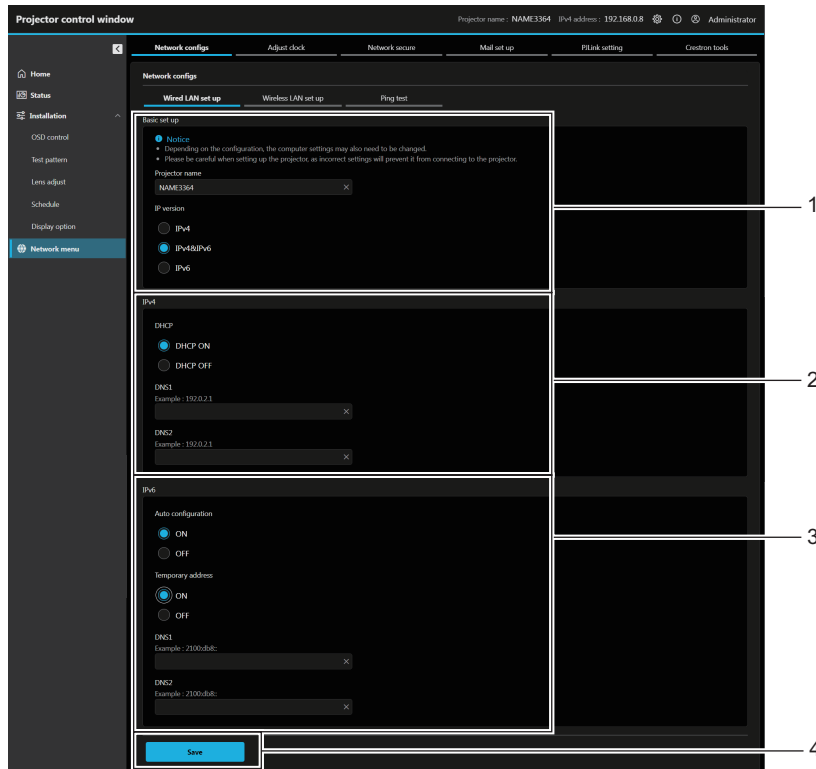 Projector control window
Projector name : NAME3364 IPv4 address : 192.168.0.8 Administrator
Network configs Adjust clock Network secure Mail set up PJLink setting Crestron tools
Home
Status
Installation
OSD control
Test pattern
Lens adjust
Schedule
Display option
Network menu
Network configs
Wired LAN set up Wireless LAN set up Ping test
Basic set up
Notice
• Depending on the configuration, the computer settings may also need to be changed.
• Please be careful when setting up the projector, as incorrect settings will prevent it from connecting to the projector.
Projector name
NAME3364
IP version
IPv4
IPv4&IPv6
IPv6
1
IPv4
DHCP
DHCP ON
DHCP OFF
DNS1
Example : 192.0.2.1
DNS2
Example : 192.0.2.1
2
IPv6
Auto configuration
ON
OFF
Temporary address
ON
OFF
DNS1
Example : 2100:db8::
DNS2
Example : 2100:db8::
3
Save
4